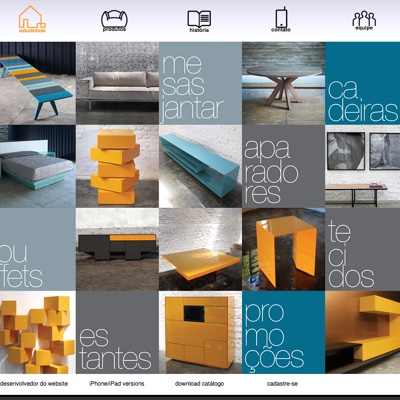 estudiobola
produtos
história
contato
equipe
me
sas
jantar
ca
deiras
apa
rado
res
bu
ffets
te
ci
dos
es
tantes
pro
mo
ções
desenvolvedor do website
iPhone/iPad versions
download catálogo
cadastre-se